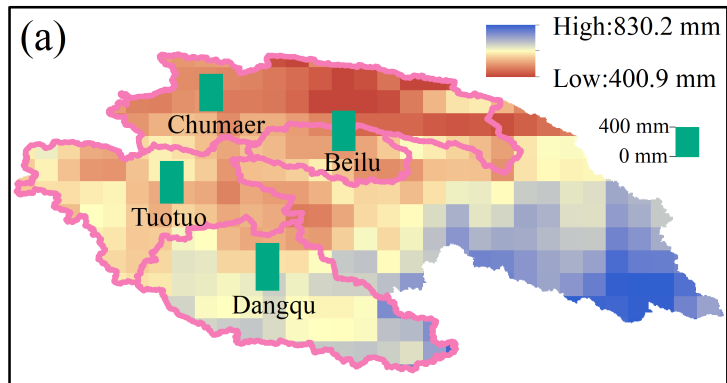 (a)
High:830.2 mm
Low:400.9 mm
400 mm
0 mm
Chumaer
Beilu
Tuotuo
Dangqu